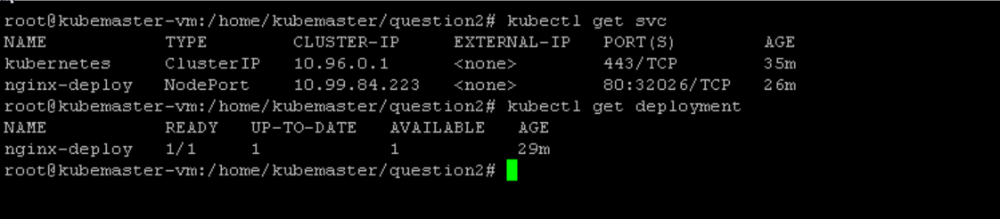 root@kubemaster-vm:/home/kubemaster/question2# kubectl get svc
NAME TYPE CLUSTER-IP EXTERNAL-IP PORT(S) AGE
kubernetes ClusterIP 10.96.0.1 <none> 443/TCP 35m
nginx-deploy NodePort 10.99.84.223 <none> 80:32026/TCP 26m
root@kubemaster-vm:/home/kubemaster/question2# kubectl get deployment
NAME READY UP-TO-DATE AVAILABLE AGE
nginx-deploy 1/1 1 1 29m
root@kubemaster-vm:/home/kubemaster/question2#